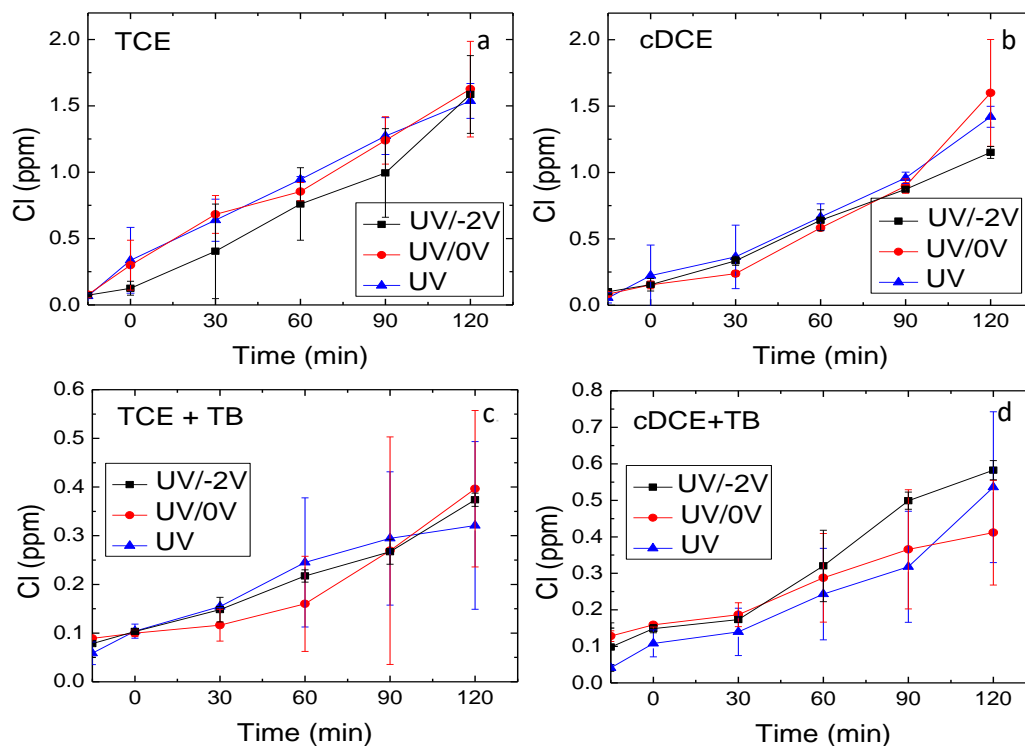 TCE
a
2.0
1.5
1.0
0.5
0.0
Cl (ppm)
UV/-2V
UV/0V
UV
0 30 60 90 120
Time (min)
cDCE
b
2.0
1.5
1.0
0.5
0.0
Cl (ppm)
UV/-2V
UV/0V
UV
0 30 60 90 120
Time (min)
TCE + TB
c
0.6
0.5
0.4
0.3
0.2
0.1
0.0
Cl (ppm)
UV/-2V
UV/0V
UV
0 30 60 90 120
Time (min)
cDCE+TB
d
0.8
0.7
0.6
0.5
0.4
0.3
0.2
0.1
0.0
Cl (ppm)
UV/-2V
UV/0V
UV
0 30 60 90 120
Time (min)